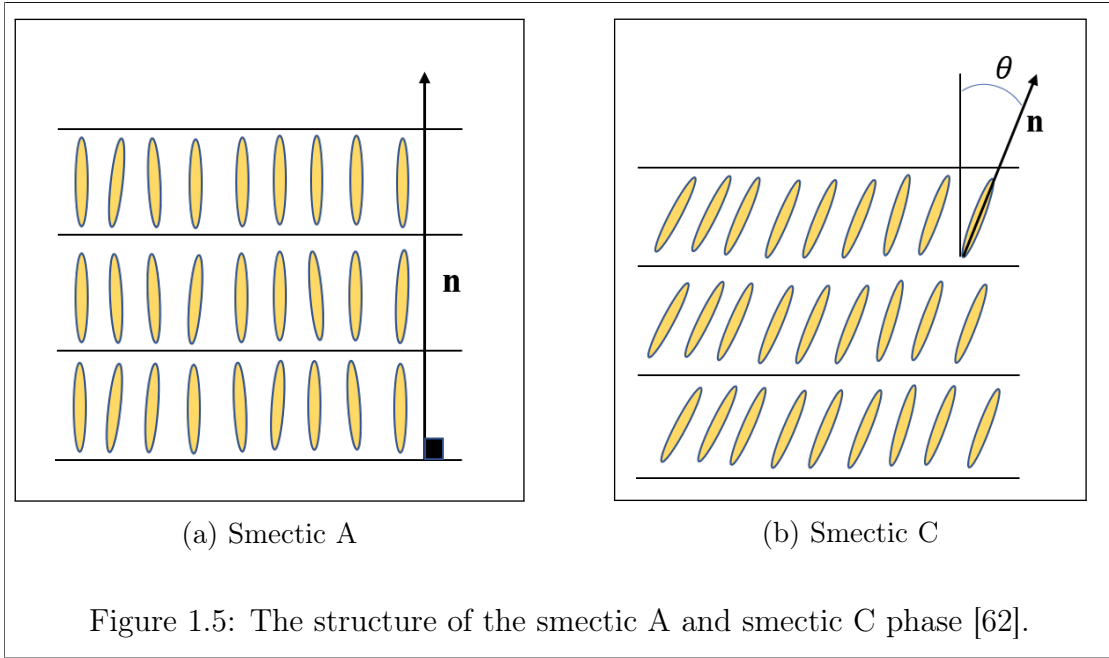 n
θ
n
(a) Smectic A
(b) Smectic C
Figure 1.5: The structure of the smectic A and smectic C phase [62].